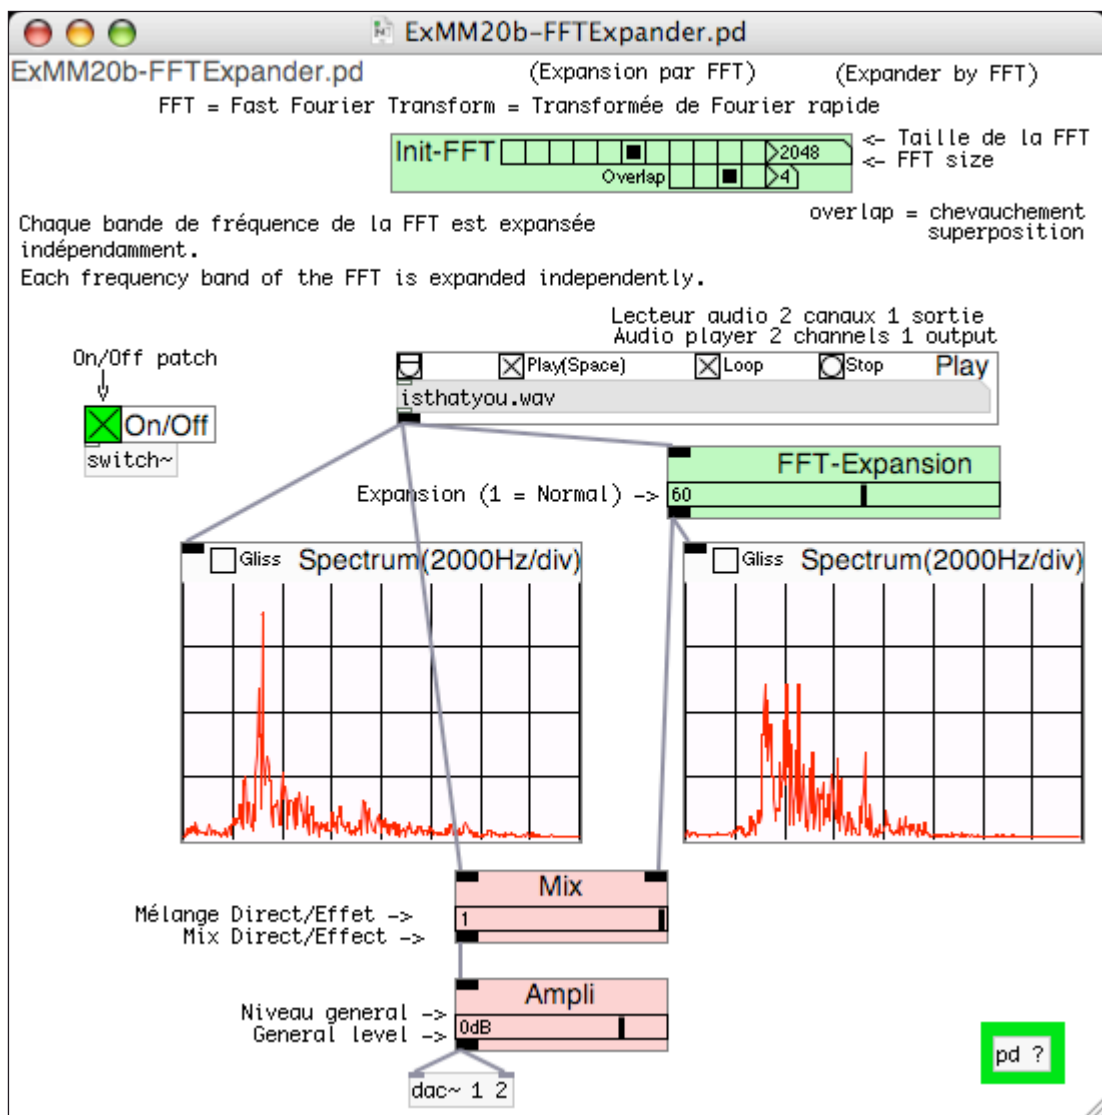 ExMM20b-FFTExpander.pd
ExMM20b-FFTExpander.pd (Expansion par FFT) (Expander by FFT)
FFT = Fast Fourier Transform = Transformée de Fourier rapide
Init-FFT 2048 <- Taille de la FFT
<- FFT size
Overlap 4
overlap = chevauchement
superposition
Chaque bande de fréquence de la FFT est expansée
indépendamment.
Each frequency band of the FFT is expanded independently.
Lecteur audio 2 canaux 1 sortie
Audio player 2 channels 1 output
On/Off patch
Play(Space) Loop Stop Play
isthatyou.wav
On/Off
switch~
FFT-Expansion
Expansion (1 = Normal) -> 60
Gliss Spectrum(2000Hz/div)
Gliss Spectrum(2000Hz/div)
Mix
Mélange Direct/Effet -> 1
Mix Direct/Effect ->
Ampli
Niveau general ->
General level -> 0dB
pd ?
dac~ 1 2